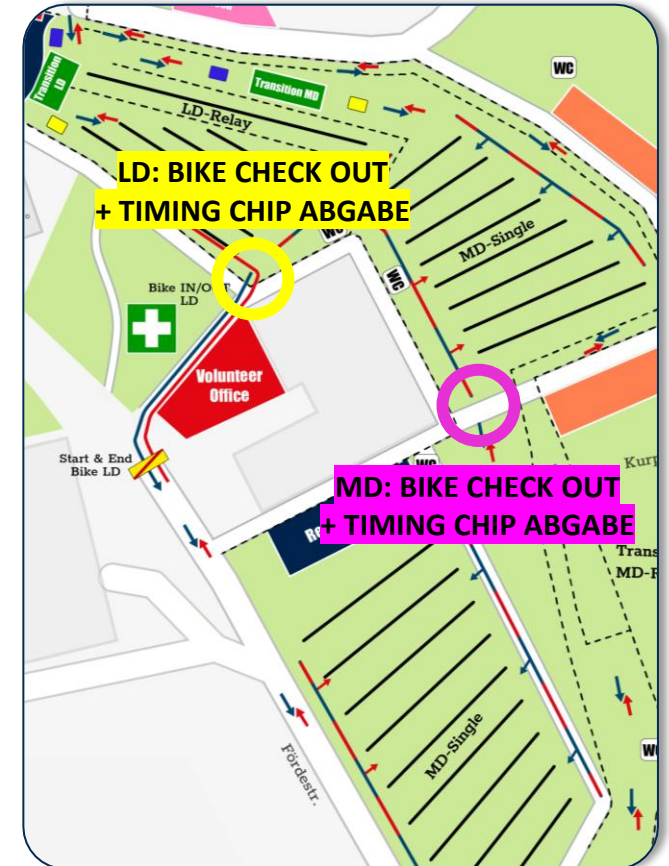 Transition
LD
Transition MD
WC
LD-Relay
LD: BIKE CHECK OUT
+ TIMING CHIP ABGABE
MD-Single
WC
Bike IN/OUT
LD
Volunteer
Office
Start & End
Bike LD
WC
MD: BIKE CHECK OUT
+ TIMING CHIP ABGABE
MD-Single
Fördestr.